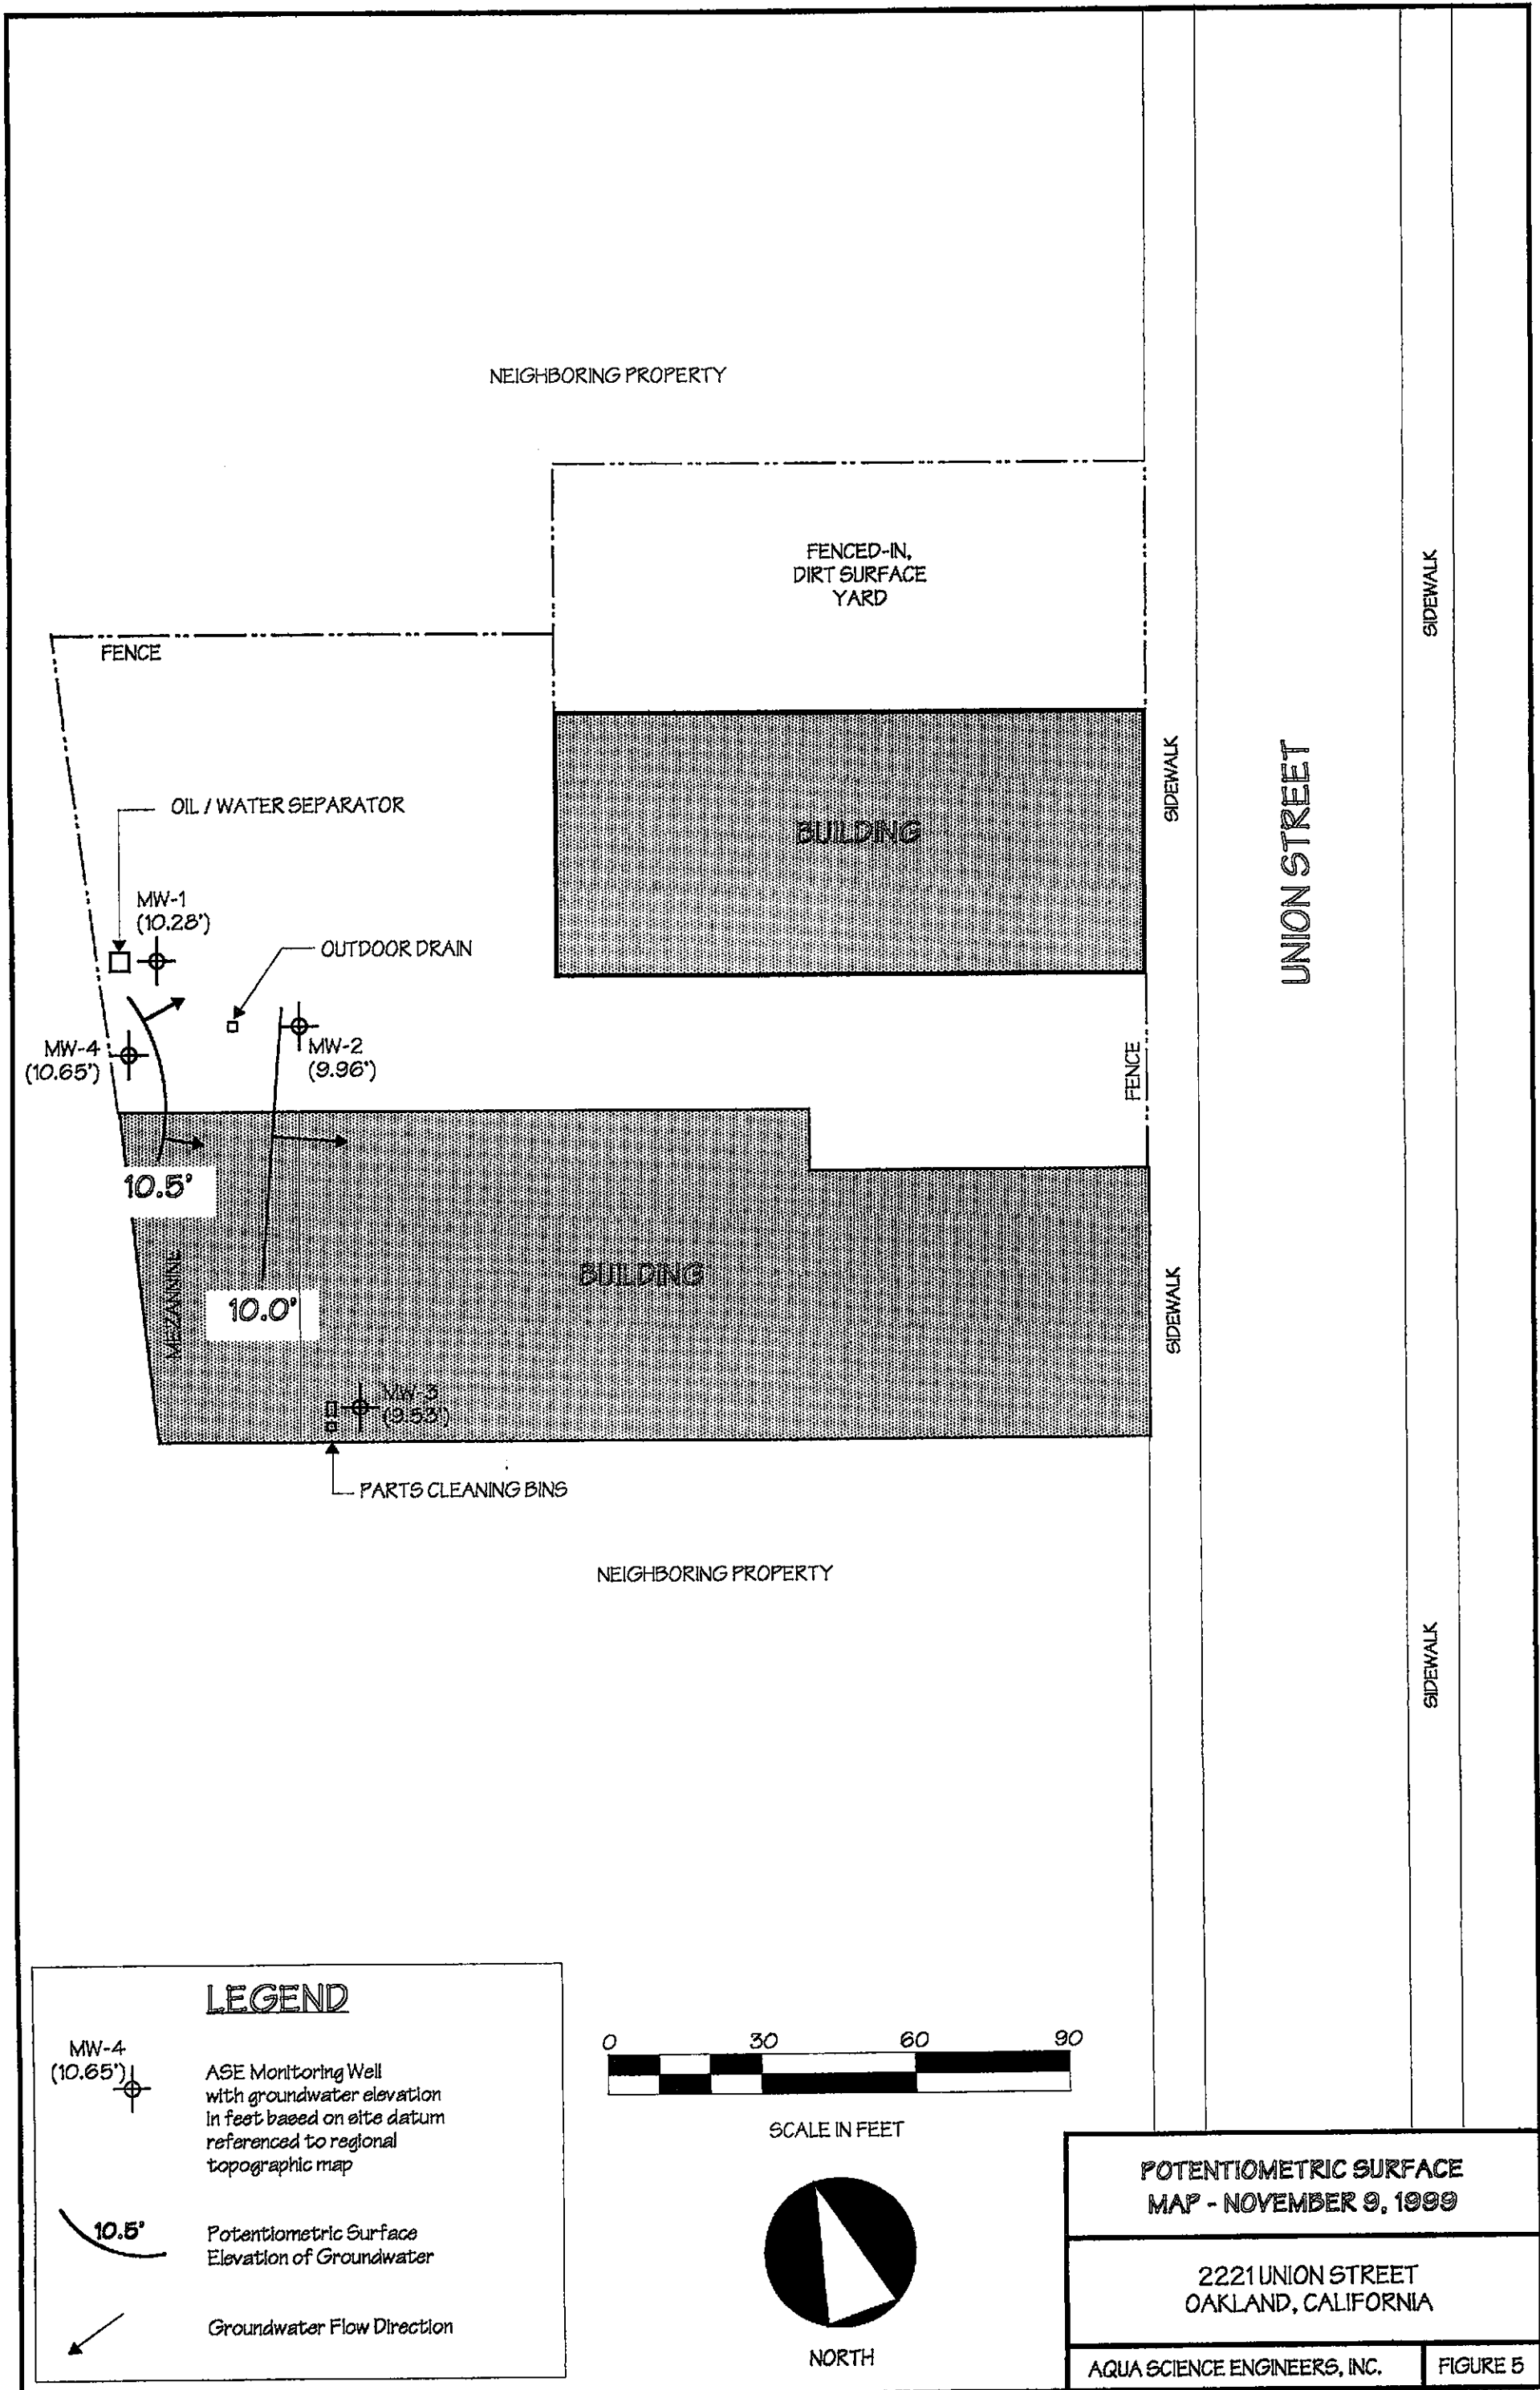 NEIGHBORING PROPERTY
FENCED-IN,
DIRT SURFACE
YARD
SIDEWALK
FENCE
SIDEWALK
UNION STREET
OIL / WATER SEPARATOR
BUILDING
MW-1
(10.28')
OUTDOOR DRAIN
MW-4
(10.65')
MW-2
(9.96')
FENCE
10.5'
MEZANNINE
10.0'
BUILDING
SIDEWALK
MW-3
(9.53')
PARTS CLEANING BINS
NEIGHBORING PROPERTY
SIDEWALK
LEGEND
MW-4
(10.65')
ASE Monitoring Well
with groundwater elevation
in feet based on site datum
referenced to regional
topographic map
10.5'
Potentiometric Surface
Elevation of Groundwater
Groundwater Flow Direction
0 30 60 90
SCALE IN FEET
NORTH
POTENTIOMETRIC SURFACE
MAP - NOVEMBER 9, 1999
2221 UNION STREET
OAKLAND, CALIFORNIA
AQUA SCIENCE ENGINEERS, INC.
FIGURE 5